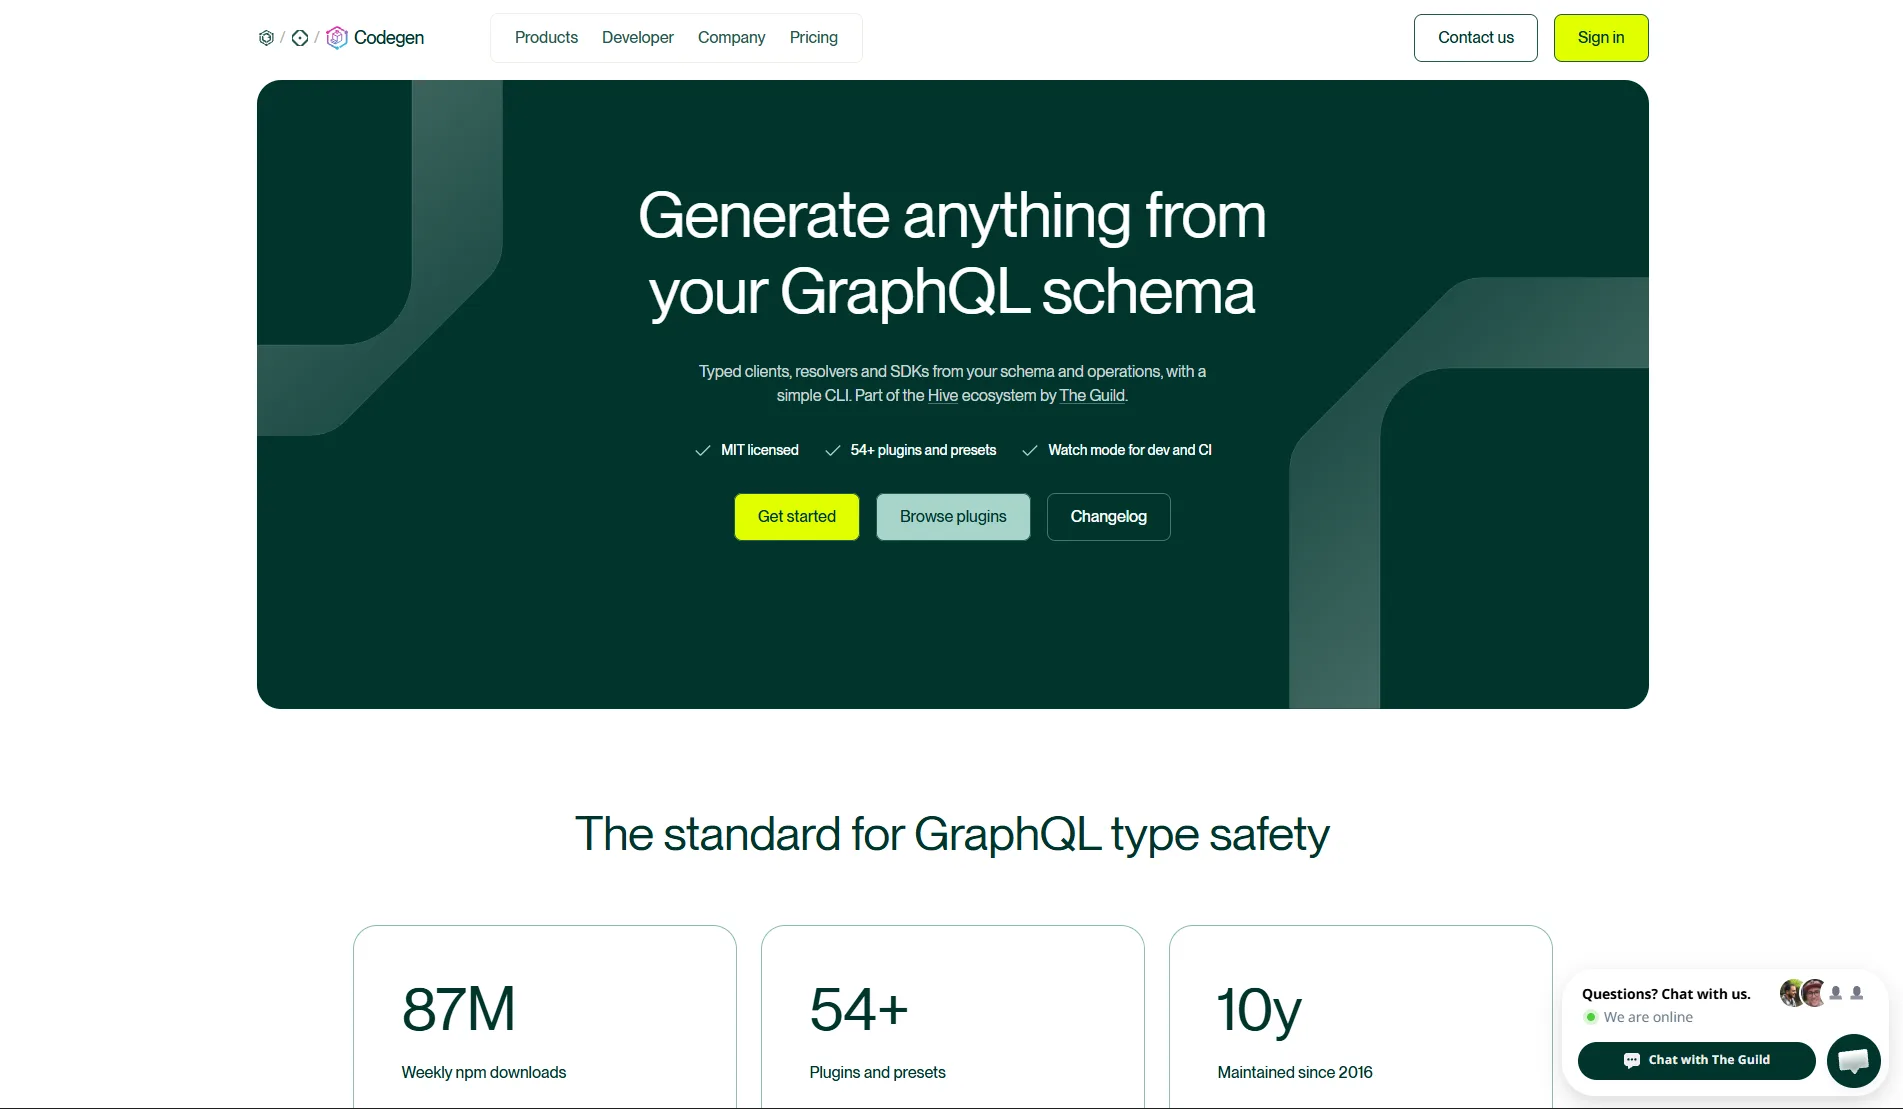 / / Codegen
Products Developer Company Pricing
Contact us
Sign in
Generate anything from
your GraphQL schema
Typed clients, resolvers and SDKs from your schema and operations, with a
simple CLI. Part of the Hive ecosystem by The Guild.
MIT licensed 54+ plugins and presets Watch mode for dev and CI
Get started Browse plugins Changelog
The standard for GraphQL type safety
87M
Weekly npm downloads
54+
Plugins and presets
10y
Maintained since 2016
Questions? Chat with us.
We are online
Chat with The Guild